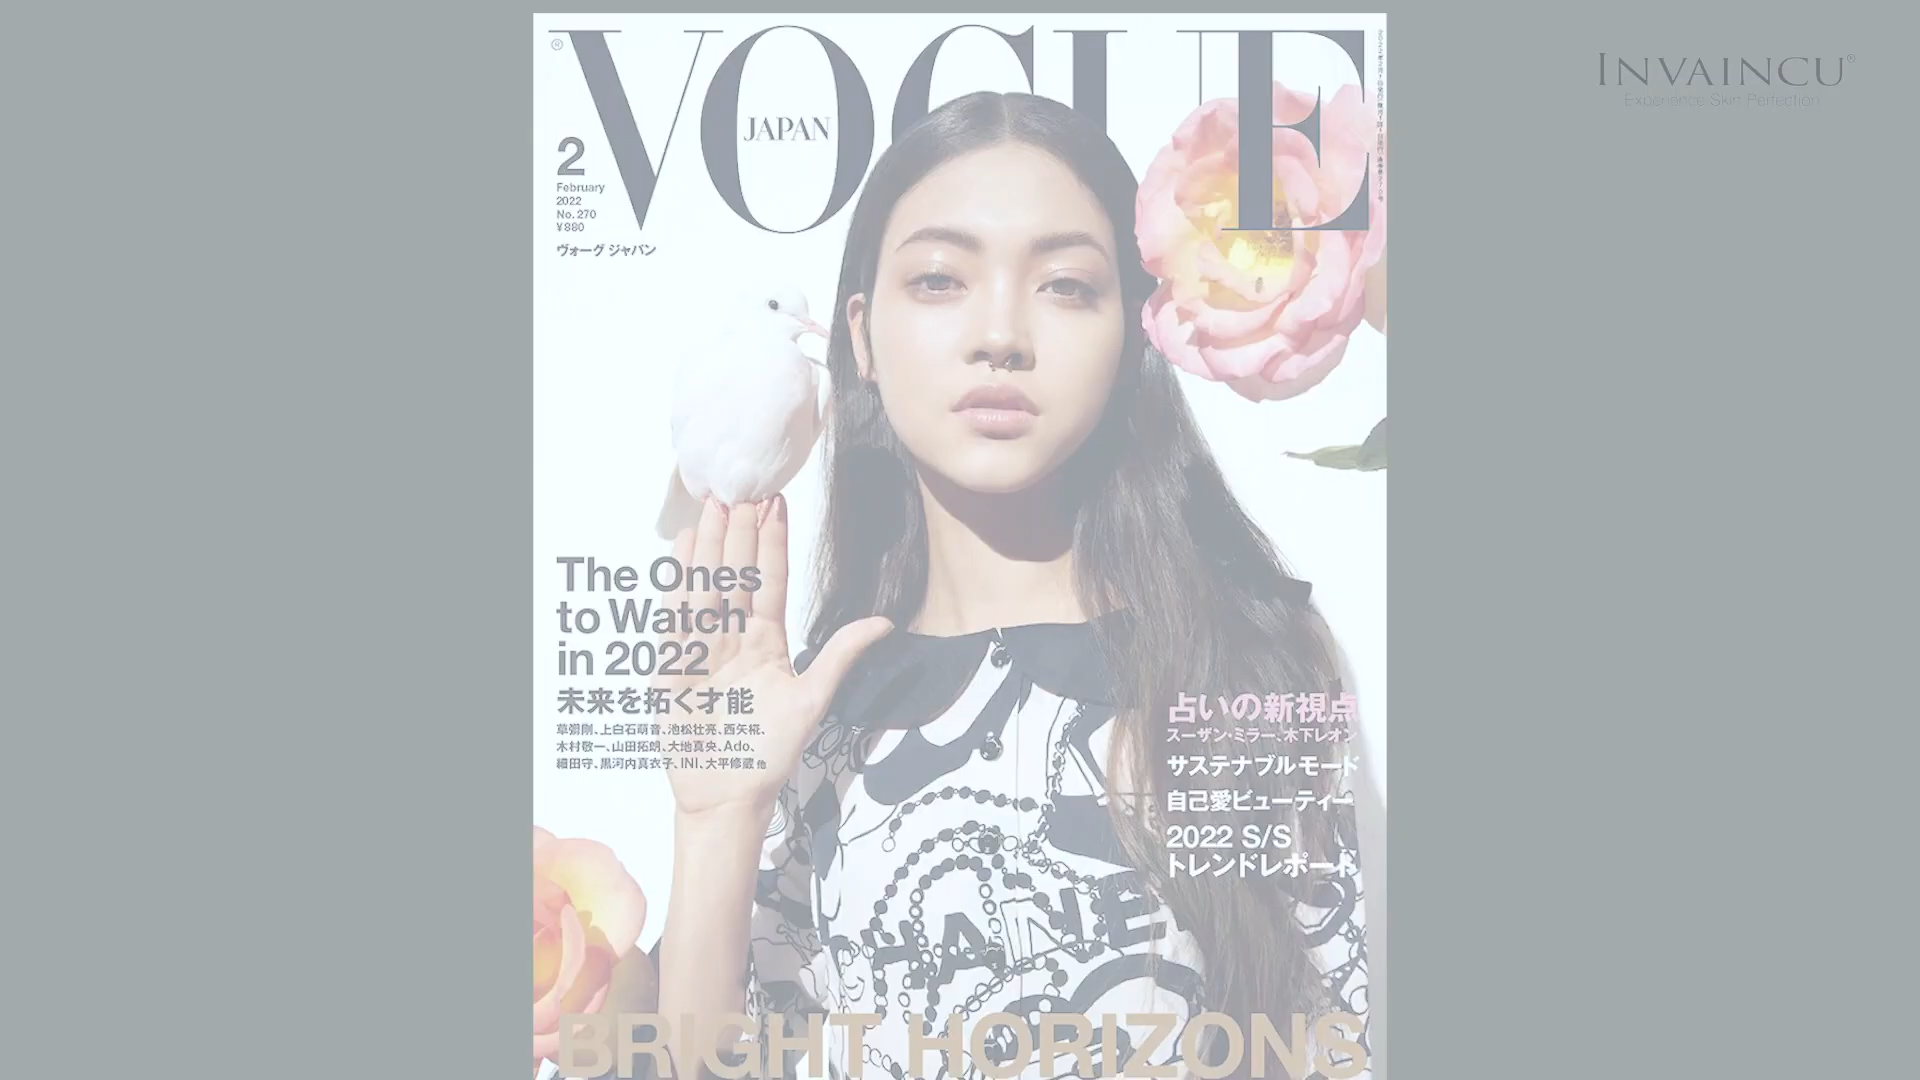 VOGUE
JAPAN
2
February
2022
No. 270
¥880
ヴォーグ ジャパン
INVAINCU®
Experience Skin Perfection
The Ones
to Watch
in 2022
未来を拓く才能
草彅剛、上白石萌音、池松壮亮、西矢椛、
木村敬一、山田拓朗、大地真央、Ado、
細田守、黒河内真衣子、INI、大平修蔵 他
占いの新視点
スーザン・ミラー、木下レオン
サステナブルモード
自己愛ビューティー
2022 S/S
トレンドレポート
CHANEL
BRIGHT HORIZONS